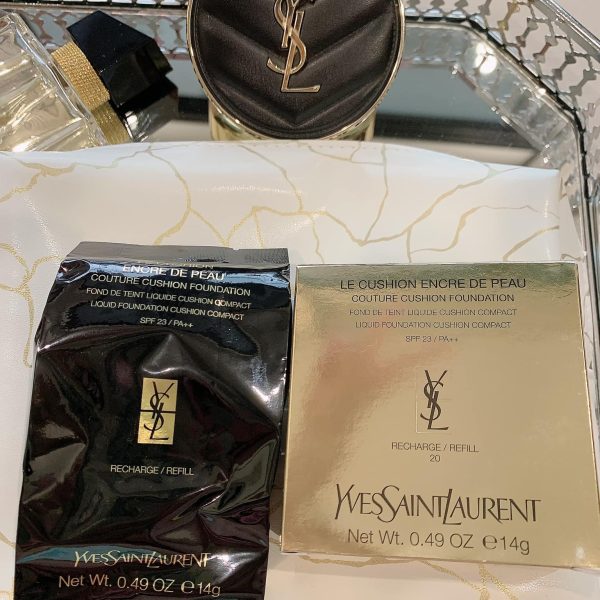 YSL
ENCRE DE PEAU
COUTURE CUSHION FOUNDATION
FOND DE TEINT LIQUIDE CUSHION COMPACT
LIQUID FOUNDATION CUSHION COMPACT
SPF 23 / PA++
YSL
RECHARGE / REFILL
YVESSAINTLAURENT
Net Wt. 0.49 OZ ℮14g
LE CUSHION ENCRE DE PEAU
COUTURE CUSHION FOUNDATION
FOND DE TEINT LIQUIDE CUSHION COMPACT
LIQUID FOUNDATION CUSHION COMPACT
SPF 23 / PA++
YSL
RECHARGE / REFILL
20
YVESSAINTLAURENT
Net Wt. 0.49 OZ ℮14g